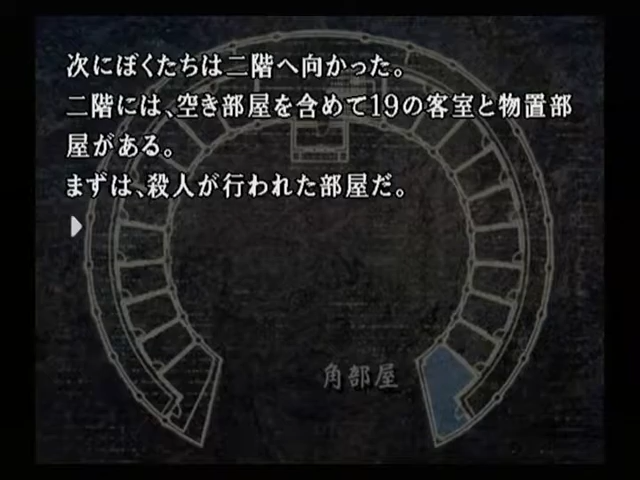 次にぼくたちは二階へ向かった。
二階には、空き部屋を含めて19の客室と物置部
屋がある。
まずは、殺人が行われた部屋だ。
角部屋